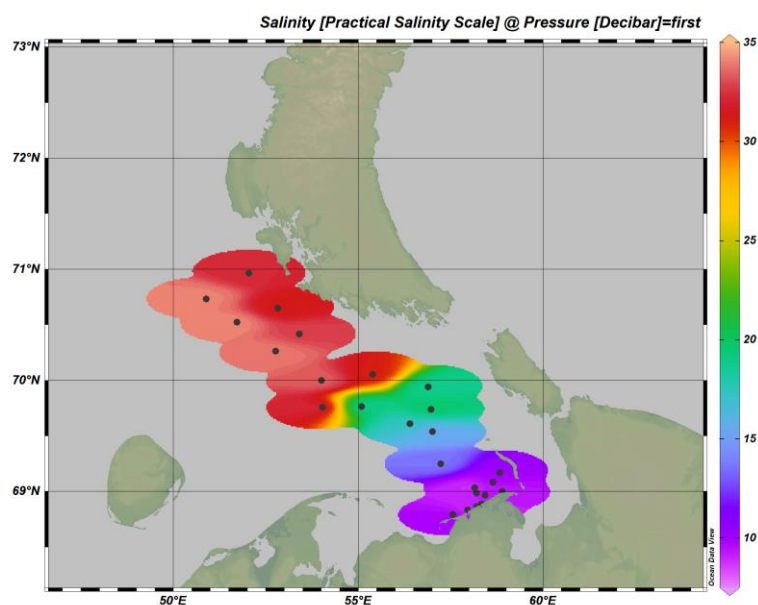 Salinity [Practical Salinity Scale] @ Pressure [Decibar]=first
73°N
72°N
71°N
70°N
69°N
50°E
55°E
60°E
35
30
25
20
15
10
Ocean Data View